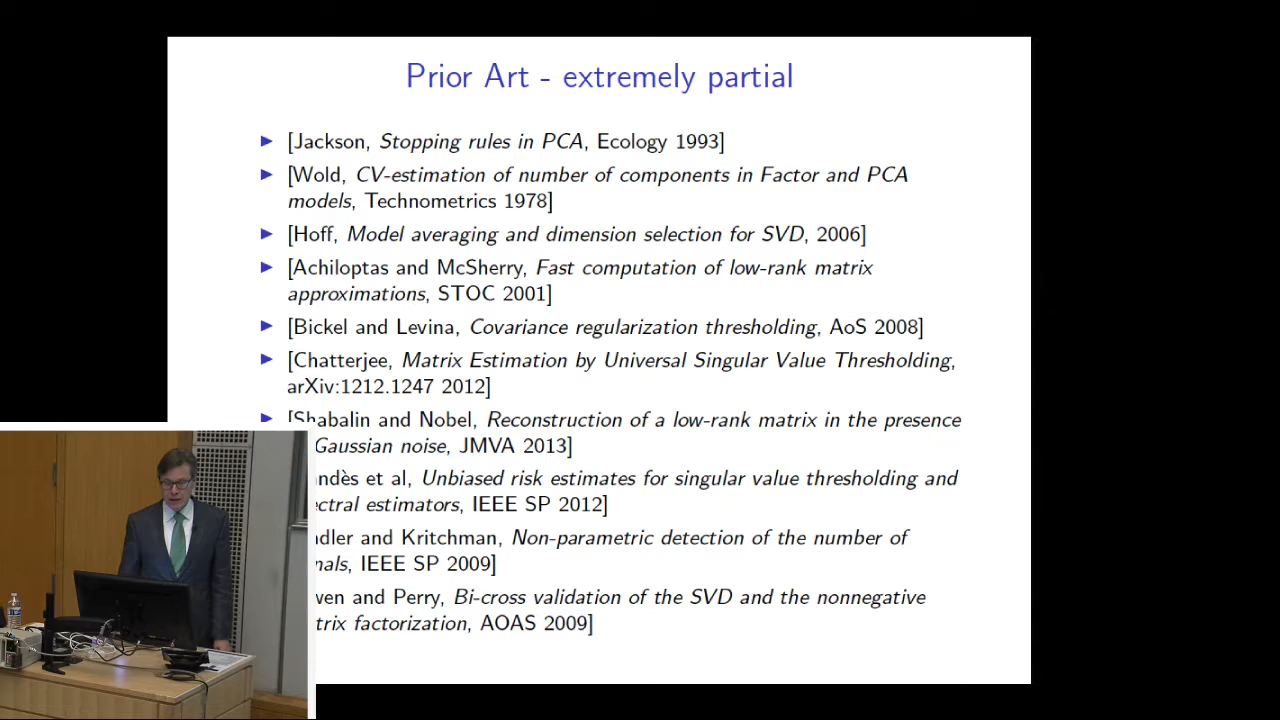 Prior Art - extremely partial
[Jackson, Stopping rules in PCA, Ecology 1993]
[Wold, CV-estimation of number of components in Factor and PCA
models, Technometrics 1978]
[Hoff, Model averaging and dimension selection for SVD, 2006]
[Achiloptas and McSherry, Fast computation of low-rank matrix
approximations, STOC 2001]
[Bickel and Levina, Covariance regularization thresholding, AoS 2008]
[Chatterjee, Matrix Estimation by Universal Singular Value Thresholding,
arXiv:1212.1247 2012]
[Shabalin and Nobel, Reconstruction of a low-rank matrix in the presence
Gaussian noise, JMVA 2013]
et al, Unbiased risk estimates for singular value thresholding and
estimators, IEEE SP 2012]
and Kritchman, Non-parametric detection of the number of
IEEE SP 2009]
and Perry, Bi-cross validation of the SVD and the nonnegative
factorization, AOAS 2009]